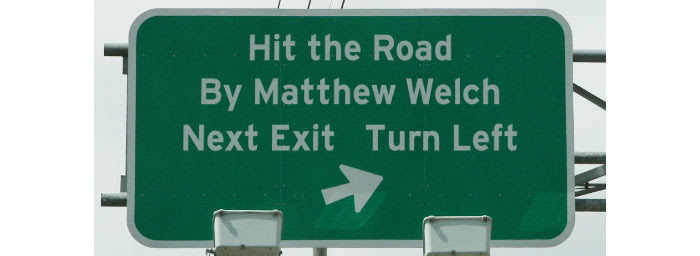 Hit the Road
By Matthew Welch
Next Exit Turn Left